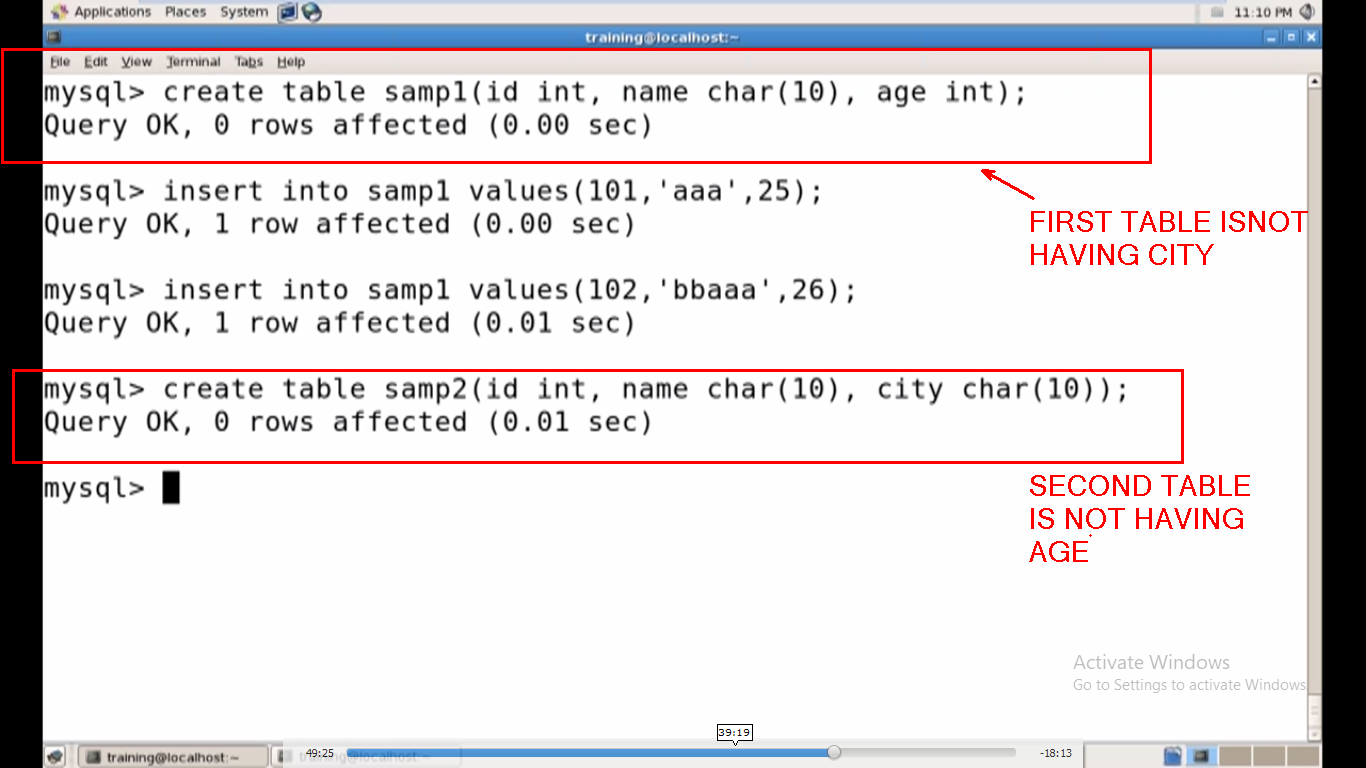 Applications Places System 11:10 PM
training@localhost:~
File Edit View Terminal Tabs Help
mysql> create table samp1(id int, name char(10), age int);
Query OK, 0 rows affected (0.00 sec)
mysql> insert into samp1 values(101,'aaa',25);
Query OK, 1 row affected (0.00 sec)
FIRST TABLE ISNOT
HAVING CITY
mysql> insert into samp1 values(102,'bbaaa',26);
Query OK, 1 row affected (0.01 sec)
mysql> create table samp2(id int, name char(10), city char(10));
Query OK, 0 rows affected (0.01 sec)
mysql>
SECOND TABLE
IS NOT HAVING
AGE
Activate Windows
Go to Settings to activate Windows
39:19
training@localhost:~ training@localhost:~
49:25 -18:13